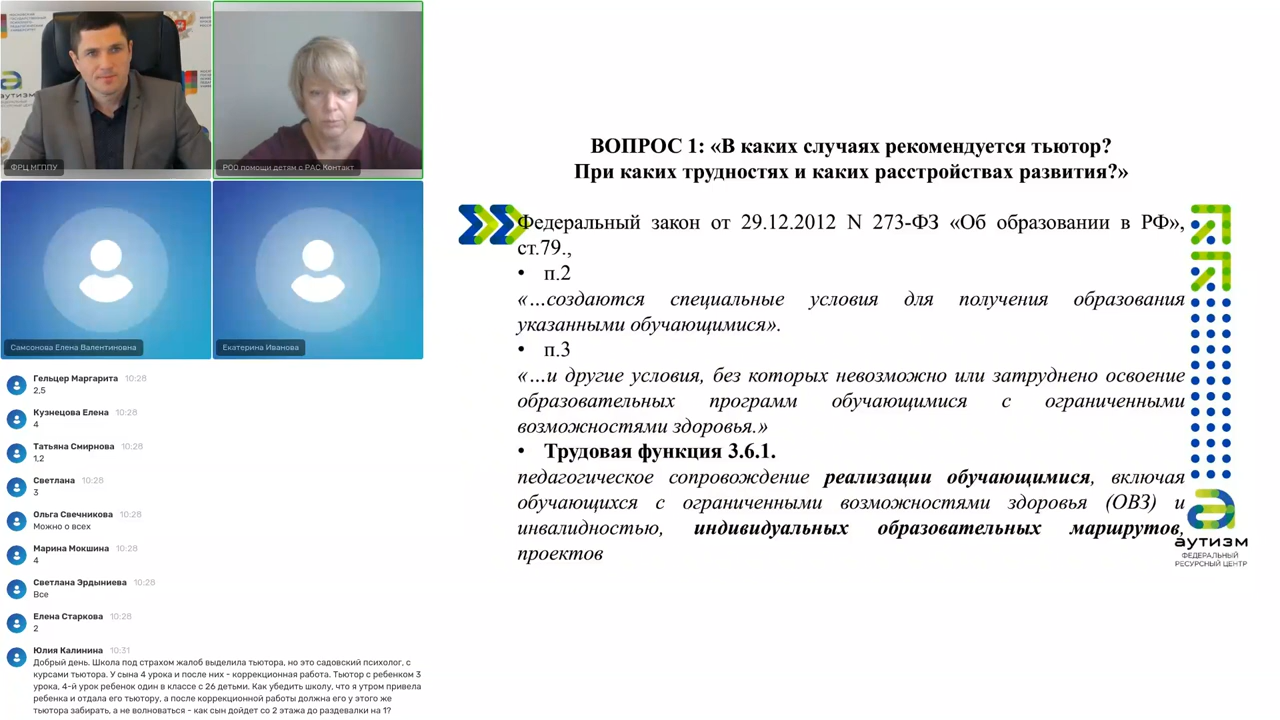 ФРЦ МГППУ
РОО помощи детям с РАС Контакт
Самсонова Елена Валентиновна
Екатерина Иванова
Гельцер Маргарита 10:28
2,5
Кузнецова Елена 10:28
4
Татьяна Смирнова 10:28
1,2
Светлана 10:28
3
Ольга Свечникова 10:28
Можно о всех
Марина Мокшина 10:28
4
Светлана Эрдыниева 10:28
Все
Елена Старкова 10:28
2
Юлия Калинина 10:31
Добрый день. Школа под страхом жалоб выделила тьютора, но это садовский психолог, с
курсами тьютора. У сына 4 урока и после них - коррекционная работа. Тьютор с ребенком 3
урока, 4-й урок ребенок один в классе с 26 детьми. Как убедить школу, что я утром привела
ребенка и отдала его тьютору, а после коррекционной работы должна его у этого же
тьютора забирать, а не волноваться - как сын дойдет со 2 этажа до раздевалки на 1?
ВОПРОС 1: «В каких случаях рекомендуется тьютор?
При каких трудностях и каких расстройствах развития?»
Федеральный закон от 29.12.2012 N 273-ФЗ «Об образовании в РФ»,
ст.79.,
• п.2
«…создаются специальные условия для получения образования
указанными обучающимися».
• п.3
«…и другие условия, без которых невозможно или затруднено освоение
образовательных программ обучающимися с ограниченными
возможностями здоровья.»
• Трудовая функция 3.6.1.
педагогическое сопровождение реализации обучающимися, включая
обучающихся с ограниченными возможностями здоровья (ОВЗ) и
инвалидностью, индивидуальных образовательных маршрутов,
проектов
аутизм
ФЕДЕРАЛЬНЫЙ
РЕСУРСНЫЙ ЦЕНТР